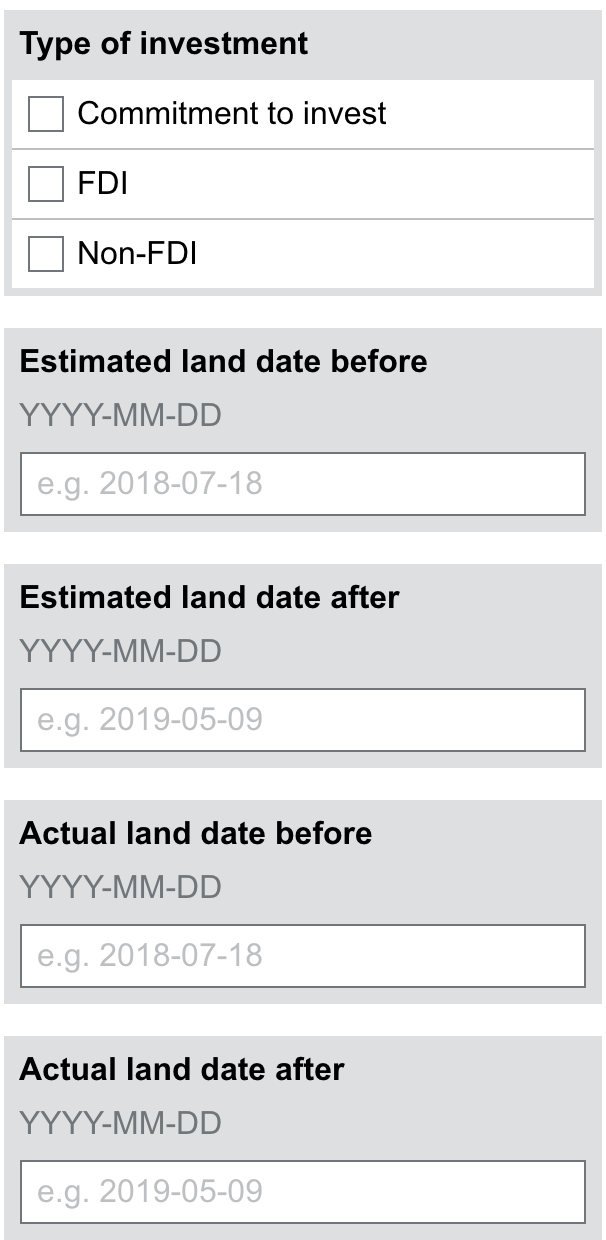 Type of investment
Commitment to invest
FDI
Non-FDI
Estimated land date before
YYYY-MM-DD
e.g. 2018-07-18
Estimated land date after
YYYY-MM-DD
e.g. 2019-05-09
Actual land date before
YYYY-MM-DD
e.g. 2018-07-18
Actual land date after
YYYY-MM-DD
e.g. 2019-05-09